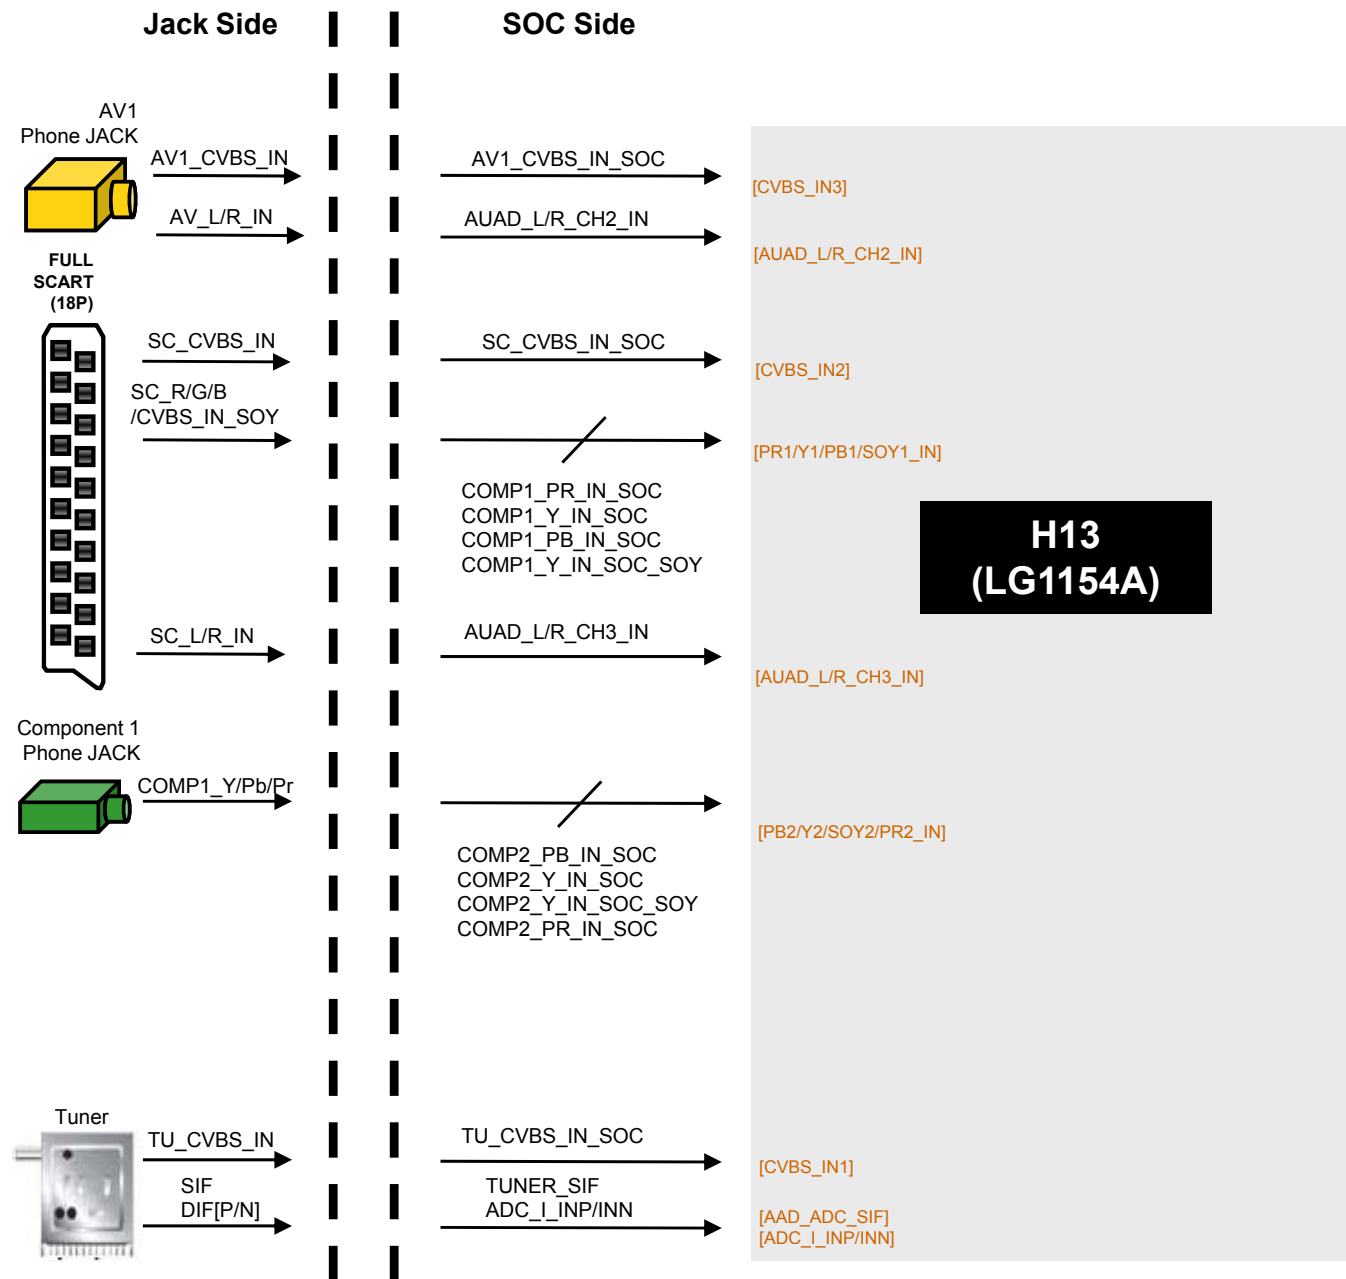 Jack Side
SOC Side
AV1
Phone JACK
AV1_CVBS_IN
AV1_CVBS_IN_SOC
[CVBS_IN3]
AV_L/R_IN
AUAD_L/R_CH2_IN
[AUAD_L/R_CH2_IN]
FULL
SCART
(18P)
SC_CVBS_IN
SC_CVBS_IN_SOC
[CVBS_IN2]
SC_R/G/B
/CVBS_IN_SOY
[PR1/Y1/PB1/SOY1_IN]
COMP1_PR_IN_SOC
COMP1_Y_IN_SOC
COMP1_PB_IN_SOC
COMP1_Y_IN_SOC_SOY
H13
(LG1154A)
SC_L/R_IN
AUAD_L/R_CH3_IN
[AUAD_L/R_CH3_IN]
Component 1
Phone JACK
COMP1_Y/Pb/Pr
[PB2/Y2/SOY2/PR2_IN]
COMP2_PB_IN_SOC
COMP2_Y_IN_SOC
COMP2_Y_IN_SOC_SOY
COMP2_PR_IN_SOC
Tuner
TU_CVBS_IN
TU_CVBS_IN_SOC
[CVBS_IN1]
SIF
DIF[P/N]
TUNER_SIF
ADC_I_INP/INN
[AAD_ADC_SIF]
[ADC_I_INP/INN]